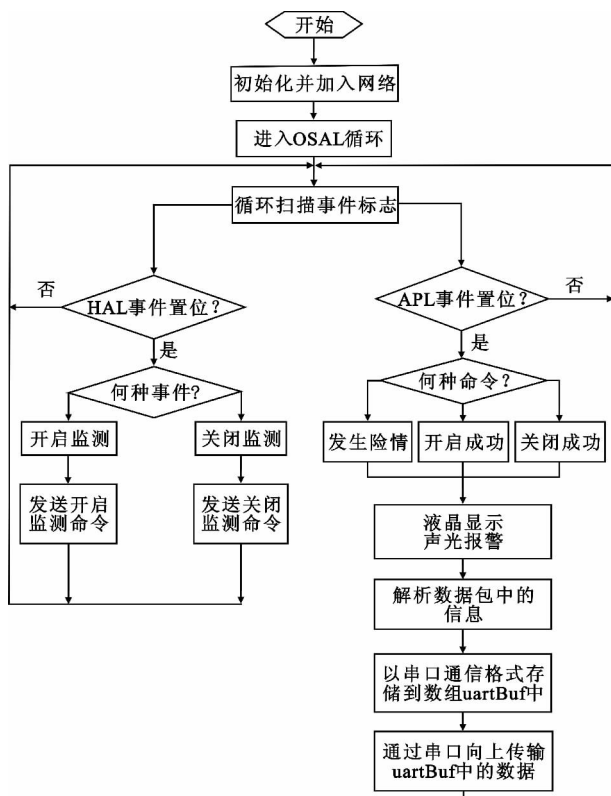 开始
初始化并加入网络
进入OSAL循环
循环扫描事件标志
否
HAL事件置位?
是
何种事件?
开启监测
关闭监测
发送开启
监测命令
发送关闭
监测命令
APL事件置位?
否
是
何种命令?
发生险情
开启成功
关闭成功
液晶显示
声光报警
解析数据包中的
信息
以串口通信格式存
储到数组uartBuf中
通过串口向上传输
uartBuf中的数据